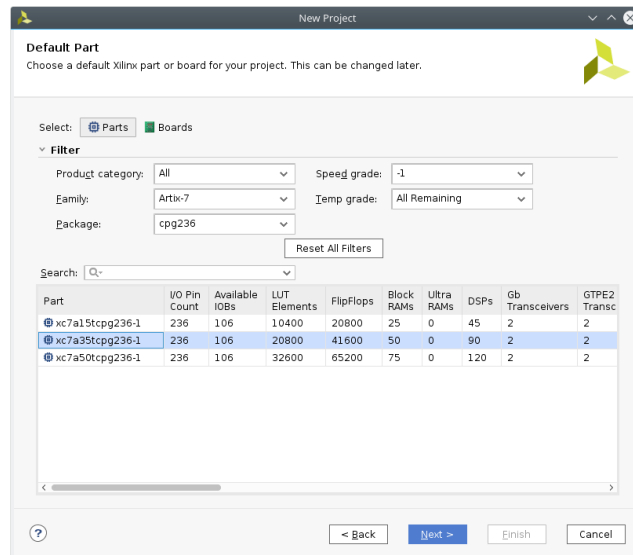 New Project
Default Part
Choose a default Xilinx part or board for your project. This can be changed later.
Select: Parts Boards
Filter
Product category: All Speed grade: -1
Family: Artix-7 Temp grade: All Remaining
Package: cpg236
Reset All Filters
Search: Q-
Part I/O Pin Count Available IOBs LUT Elements FlipFlops Block RAMs Ultra RAMs DSPs Gb Transceivers GTPE2 Transc
xc7a15tcpg236-1 236 106 10400 20800 25 0 45 2 2
xc7a35tcpg236-1 236 106 20800 41600 50 0 90 2 2
xc7a50tcpg236-1 236 106 32600 65200 75 0 120 2 2
? < Back Next > Finish Cancel